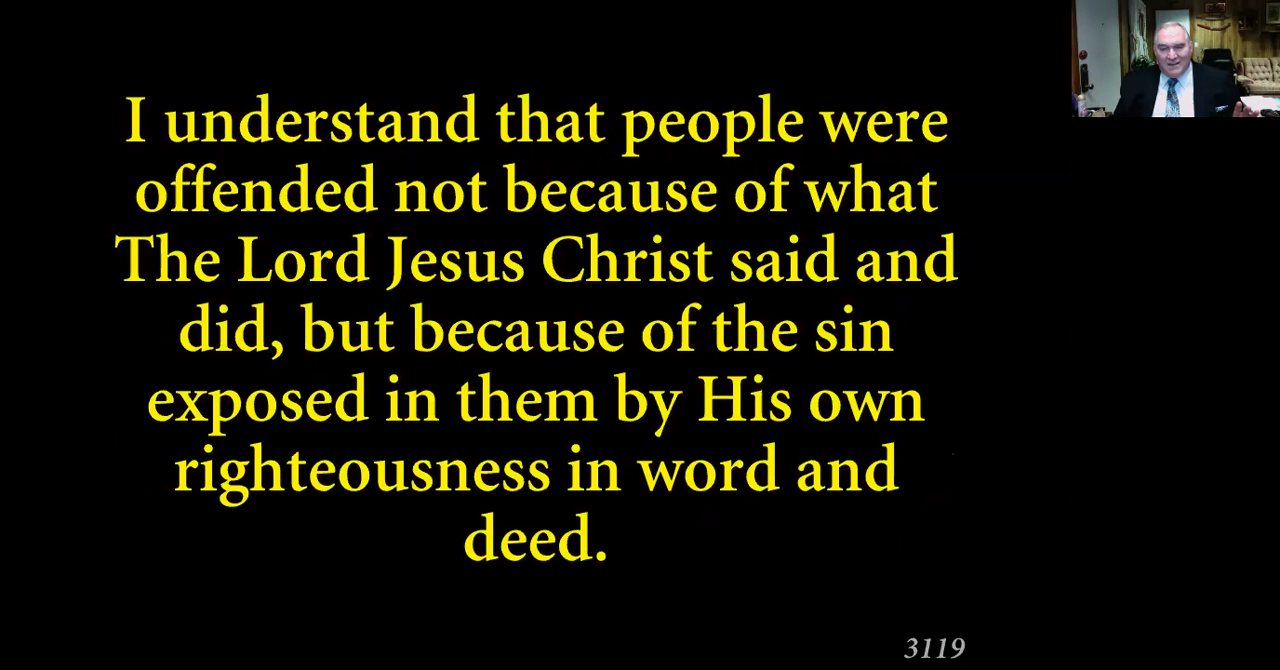 I understand that people were
offended not because of what
The Lord Jesus Christ said and
did, but because of the sin
exposed in them by His own
righteousness in word and
deed.
3119